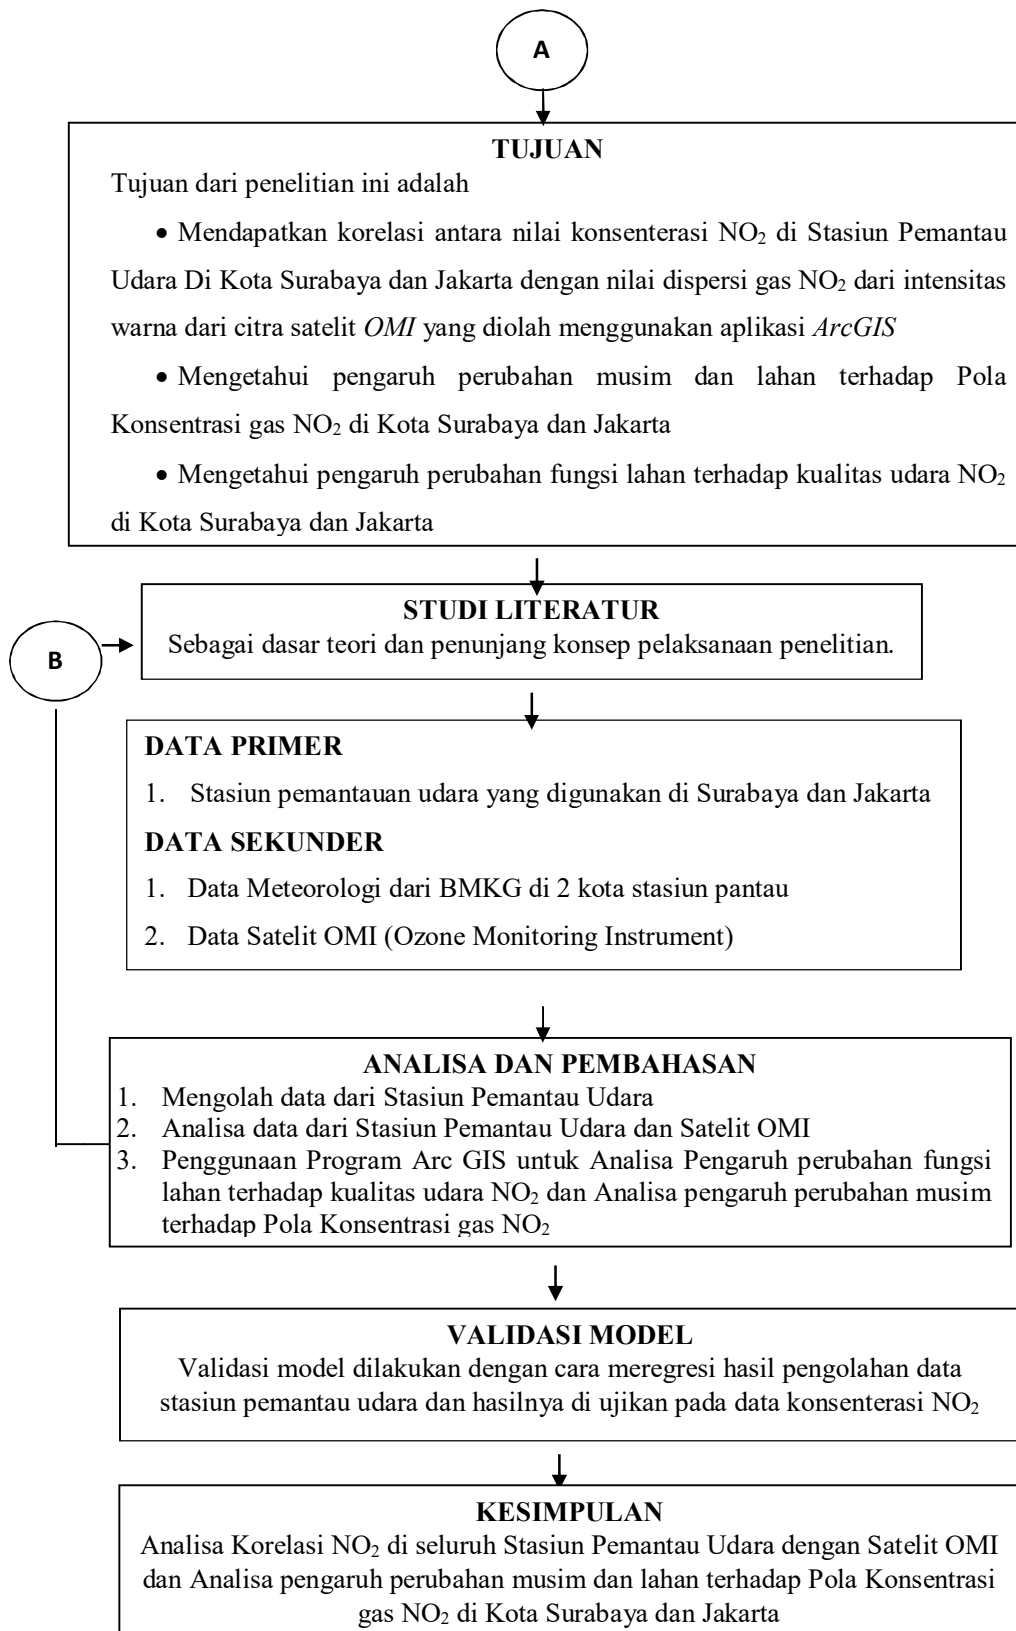 A
TUJUAN
Tujuan dari penelitian ini adalah
• Mendapatkan korelasi antara nilai konsenterasi NO₂ di Stasiun Pemantau
Udara Di Kota Surabaya dan Jakarta dengan nilai dispersi gas NO₂ dari intensitas
warna dari citra satelit OMI yang diolah menggunakan aplikasi ArcGIS
• Mengetahui pengaruh perubahan musim dan lahan terhadap Pola
Konsentrasi gas NO₂ di Kota Surabaya dan Jakarta
• Mengetahui pengaruh perubahan fungsi lahan terhadap kualitas udara NO₂
di Kota Surabaya dan Jakarta
STUDI LITERATUR
Sebagai dasar teori dan penunjang konsep pelaksanaan penelitian.
B
DATA PRIMER
1. Stasiun pemantauan udara yang digunakan di Surabaya dan Jakarta
DATA SEKUNDER
1. Data Meteorologi dari BMKG di 2 kota stasiun pantau
2. Data Satelit OMI (Ozone Monitoring Instrument)
ANALISA DAN PEMBAHASAN
1. Mengolah data dari Stasiun Pemantau Udara
2. Analisa data dari Stasiun Pemantau Udara dan Satelit OMI
3. Penggunaan Program Arc GIS untuk Analisa Pengaruh perubahan fungsi
lahan terhadap kualitas udara NO₂ dan Analisa pengaruh perubahan musim
terhadap Pola Konsentrasi gas NO₂
VALIDASI MODEL
Validasi model dilakukan dengan cara meregresi hasil pengolahan data
stasiun pemantau udara dan hasilnya di ujikan pada data konsenterasi NO₂
KESIMPULAN
Analisa Korelasi NO₂ di seluruh Stasiun Pemantau Udara dengan Satelit OMI
dan Analisa pengaruh perubahan musim dan lahan terhadap Pola Konsentrasi
gas NO₂ di Kota Surabaya dan Jakarta